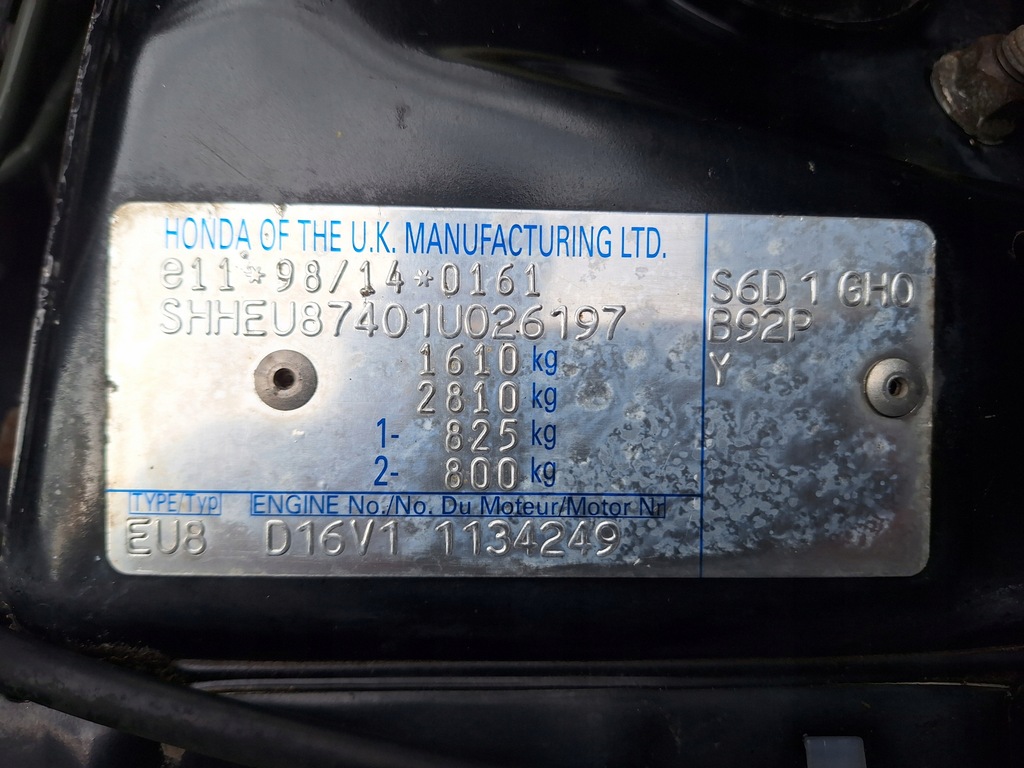 HONDA OF THE U.K. MANUFACTURING LTD.
e11*98/14*0161
SHHEU87401U026197
1610 kg
2810 kg
1- 825 kg
2- 800 kg
S6D 1 GH0
B92P
Y
TYPE/Typ ENGINE No./No. Du Moteur/Motor Nr
EU8 D16V1 1134249